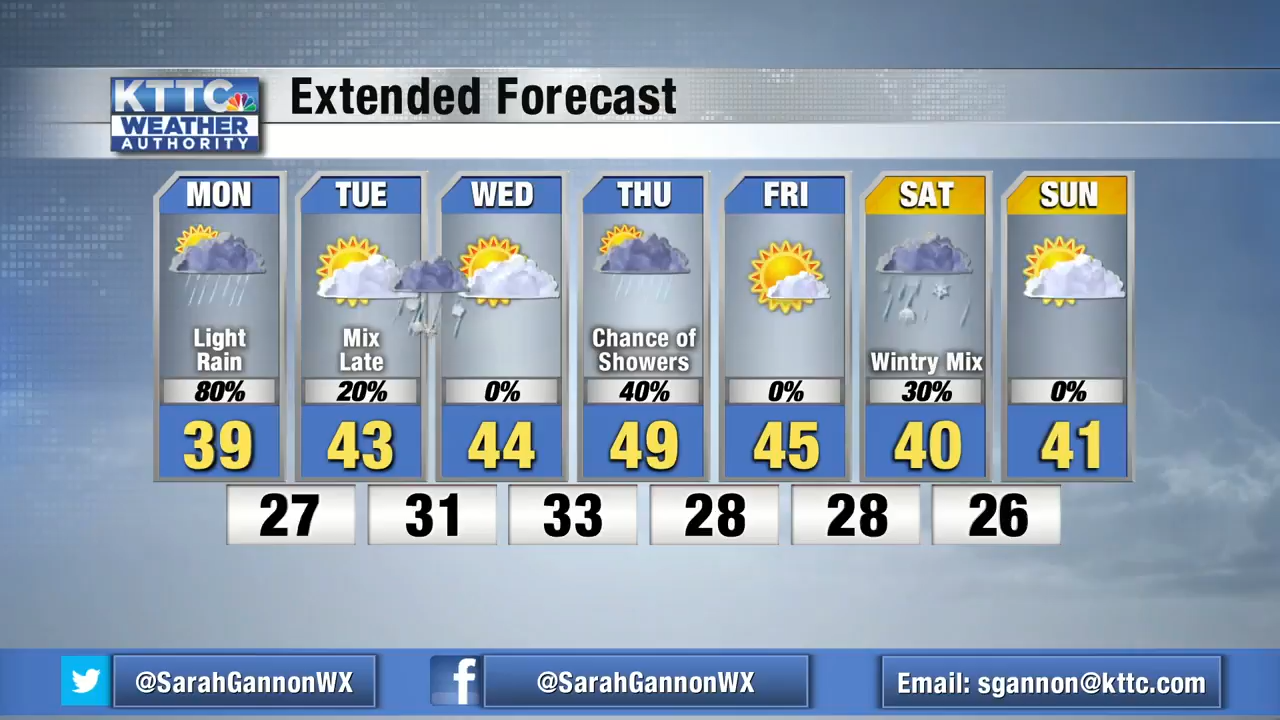 KTTC
WEATHER
AUTHORITY
Extended Forecast
MON TUE WED THU FRI SAT SUN
Light Rain
Mix Late
Chance of Showers
Wintry Mix
80% 20% 0% 40% 0% 30% 0%
39 43 44 49 45 40 41
27 31 33 28 28 26
@SarahGannonWX
@SarahGannonWX
Email: sgannon@kttc.com